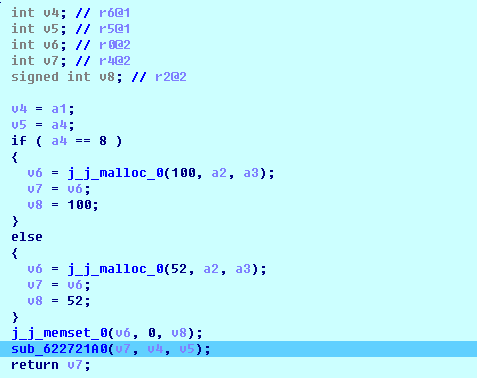 int v4; // r6@1
int v5; // r5@1
int v6; // r0@2
int v7; // r4@2
signed int v8; // r2@2
v4 = a1;
v5 = a4;
if ( a4 == 8 )
{
v6 = j_j_malloc_0(100, a2, a3);
v7 = v6;
v8 = 100;
}
else
{
v6 = j_j_malloc_0(52, a2, a3);
v7 = v6;
v8 = 52;
}
j_j_memset_0(v6, 0, v8);
sub_622721A0(v7, v4, v5);
return v7;